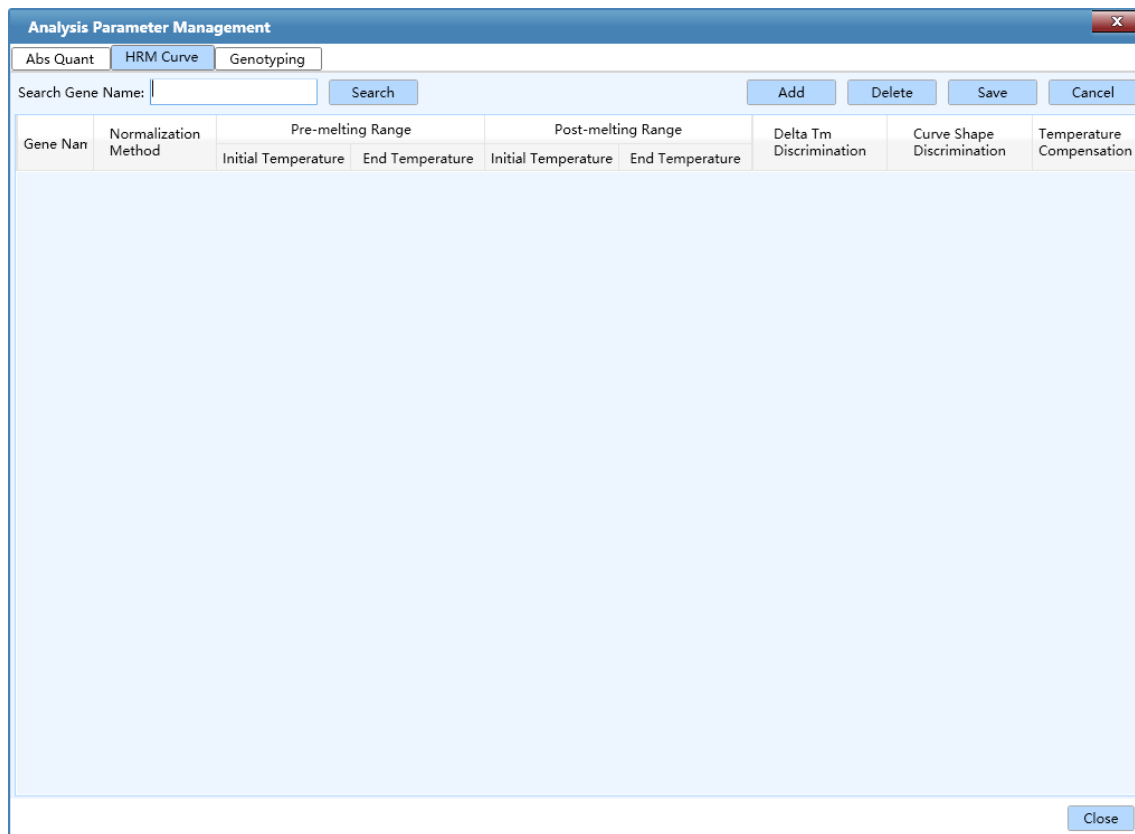 Analysis Parameter Management
X
Abs Quant HRM Curve Genotyping
Search Gene Name: Search Add Delete Save Cancel
Gene Nan
Normalization
Method
Pre-melting Range
Initial Temperature End Temperature
Post-melting Range
Initial Temperature End Temperature
Delta Tm
Discrimination
Curve Shape
Discrimination
Temperature
Compensation
Close